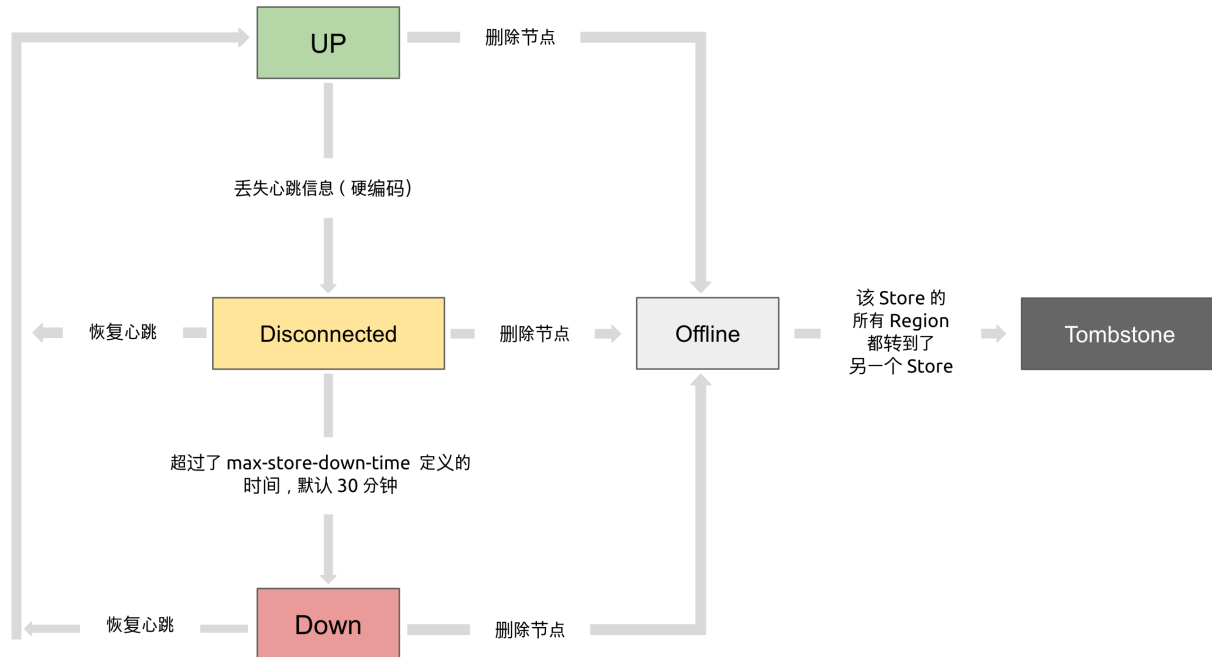 UP
删除节点
丢失心跳信息（硬编码）
恢复心跳
Disconnected
删除节点
Offline
该 Store 的
所有 Region
都转到了
另一个 Store
Tombstone
超过了 max-store-down-time 定义的
时间，默认 30 分钟
恢复心跳
Down
删除节点